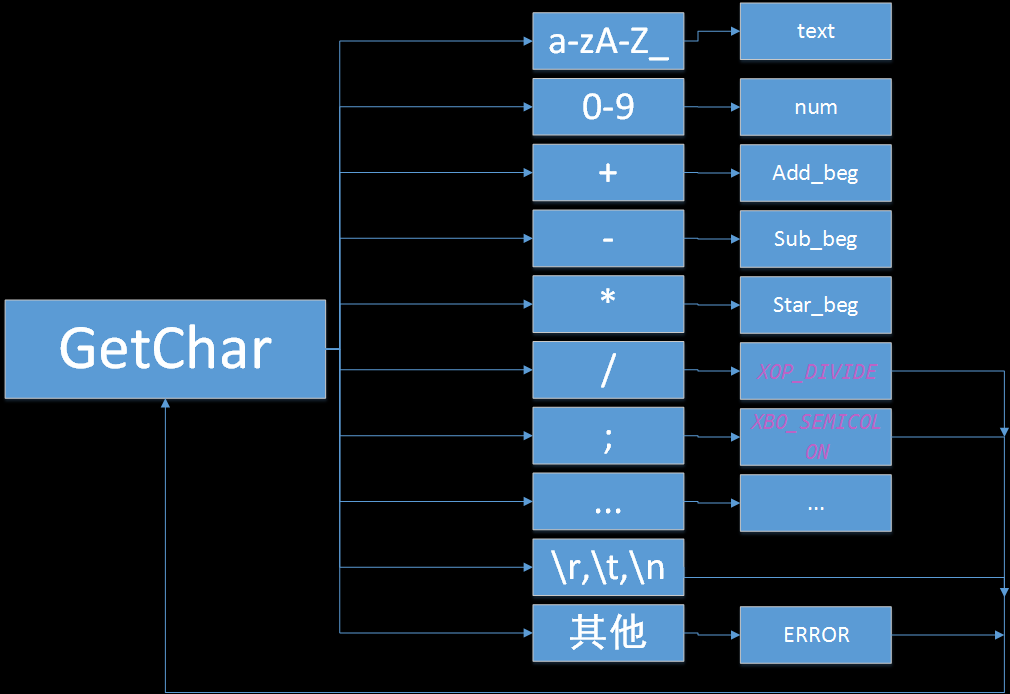 a-zA-Z_
text
0-9
num
+
Add_beg
-
Sub_beg
*
Star_beg
GetChar
/
XOP_DIVIDE
;
XBO_SEMICOL
ON
...
...
\r,\t,\n
其他
ERROR